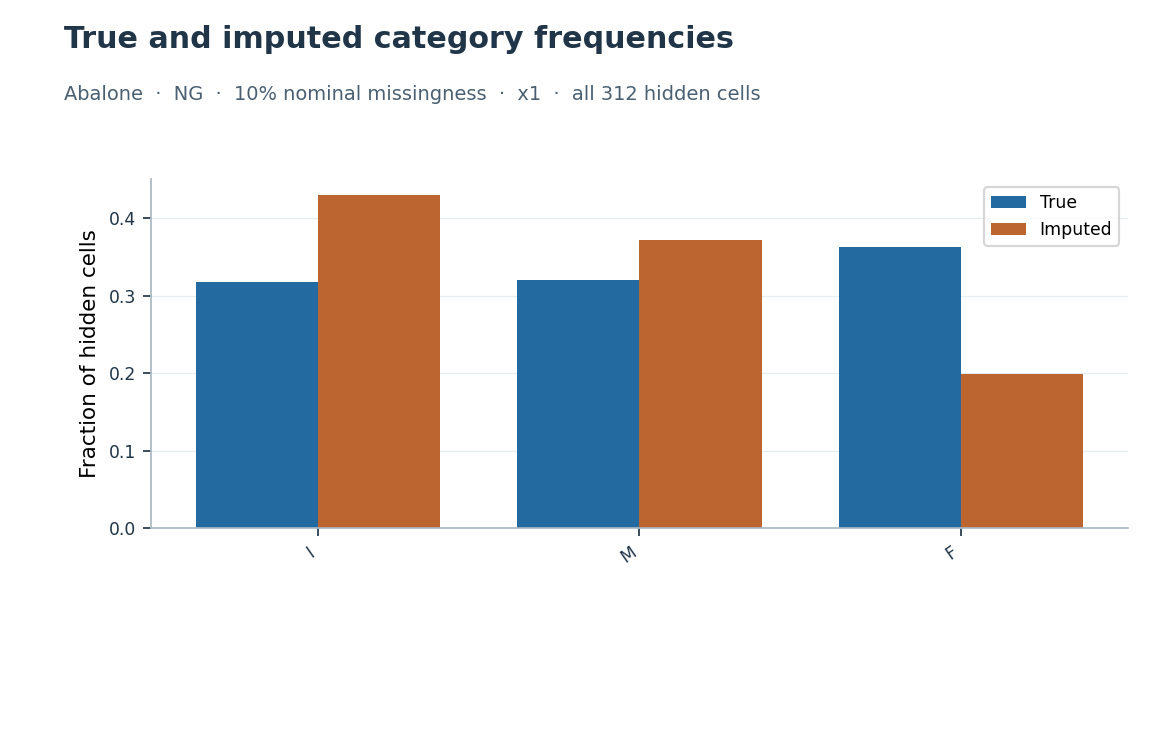 True and imputed category frequencies
Abalone · NG · 10% nominal missingness · x1 · all 312 hidden cells
Fraction of hidden cells
0.4
0.3
0.2
0.1
0.0
True
Imputed
I
M
F